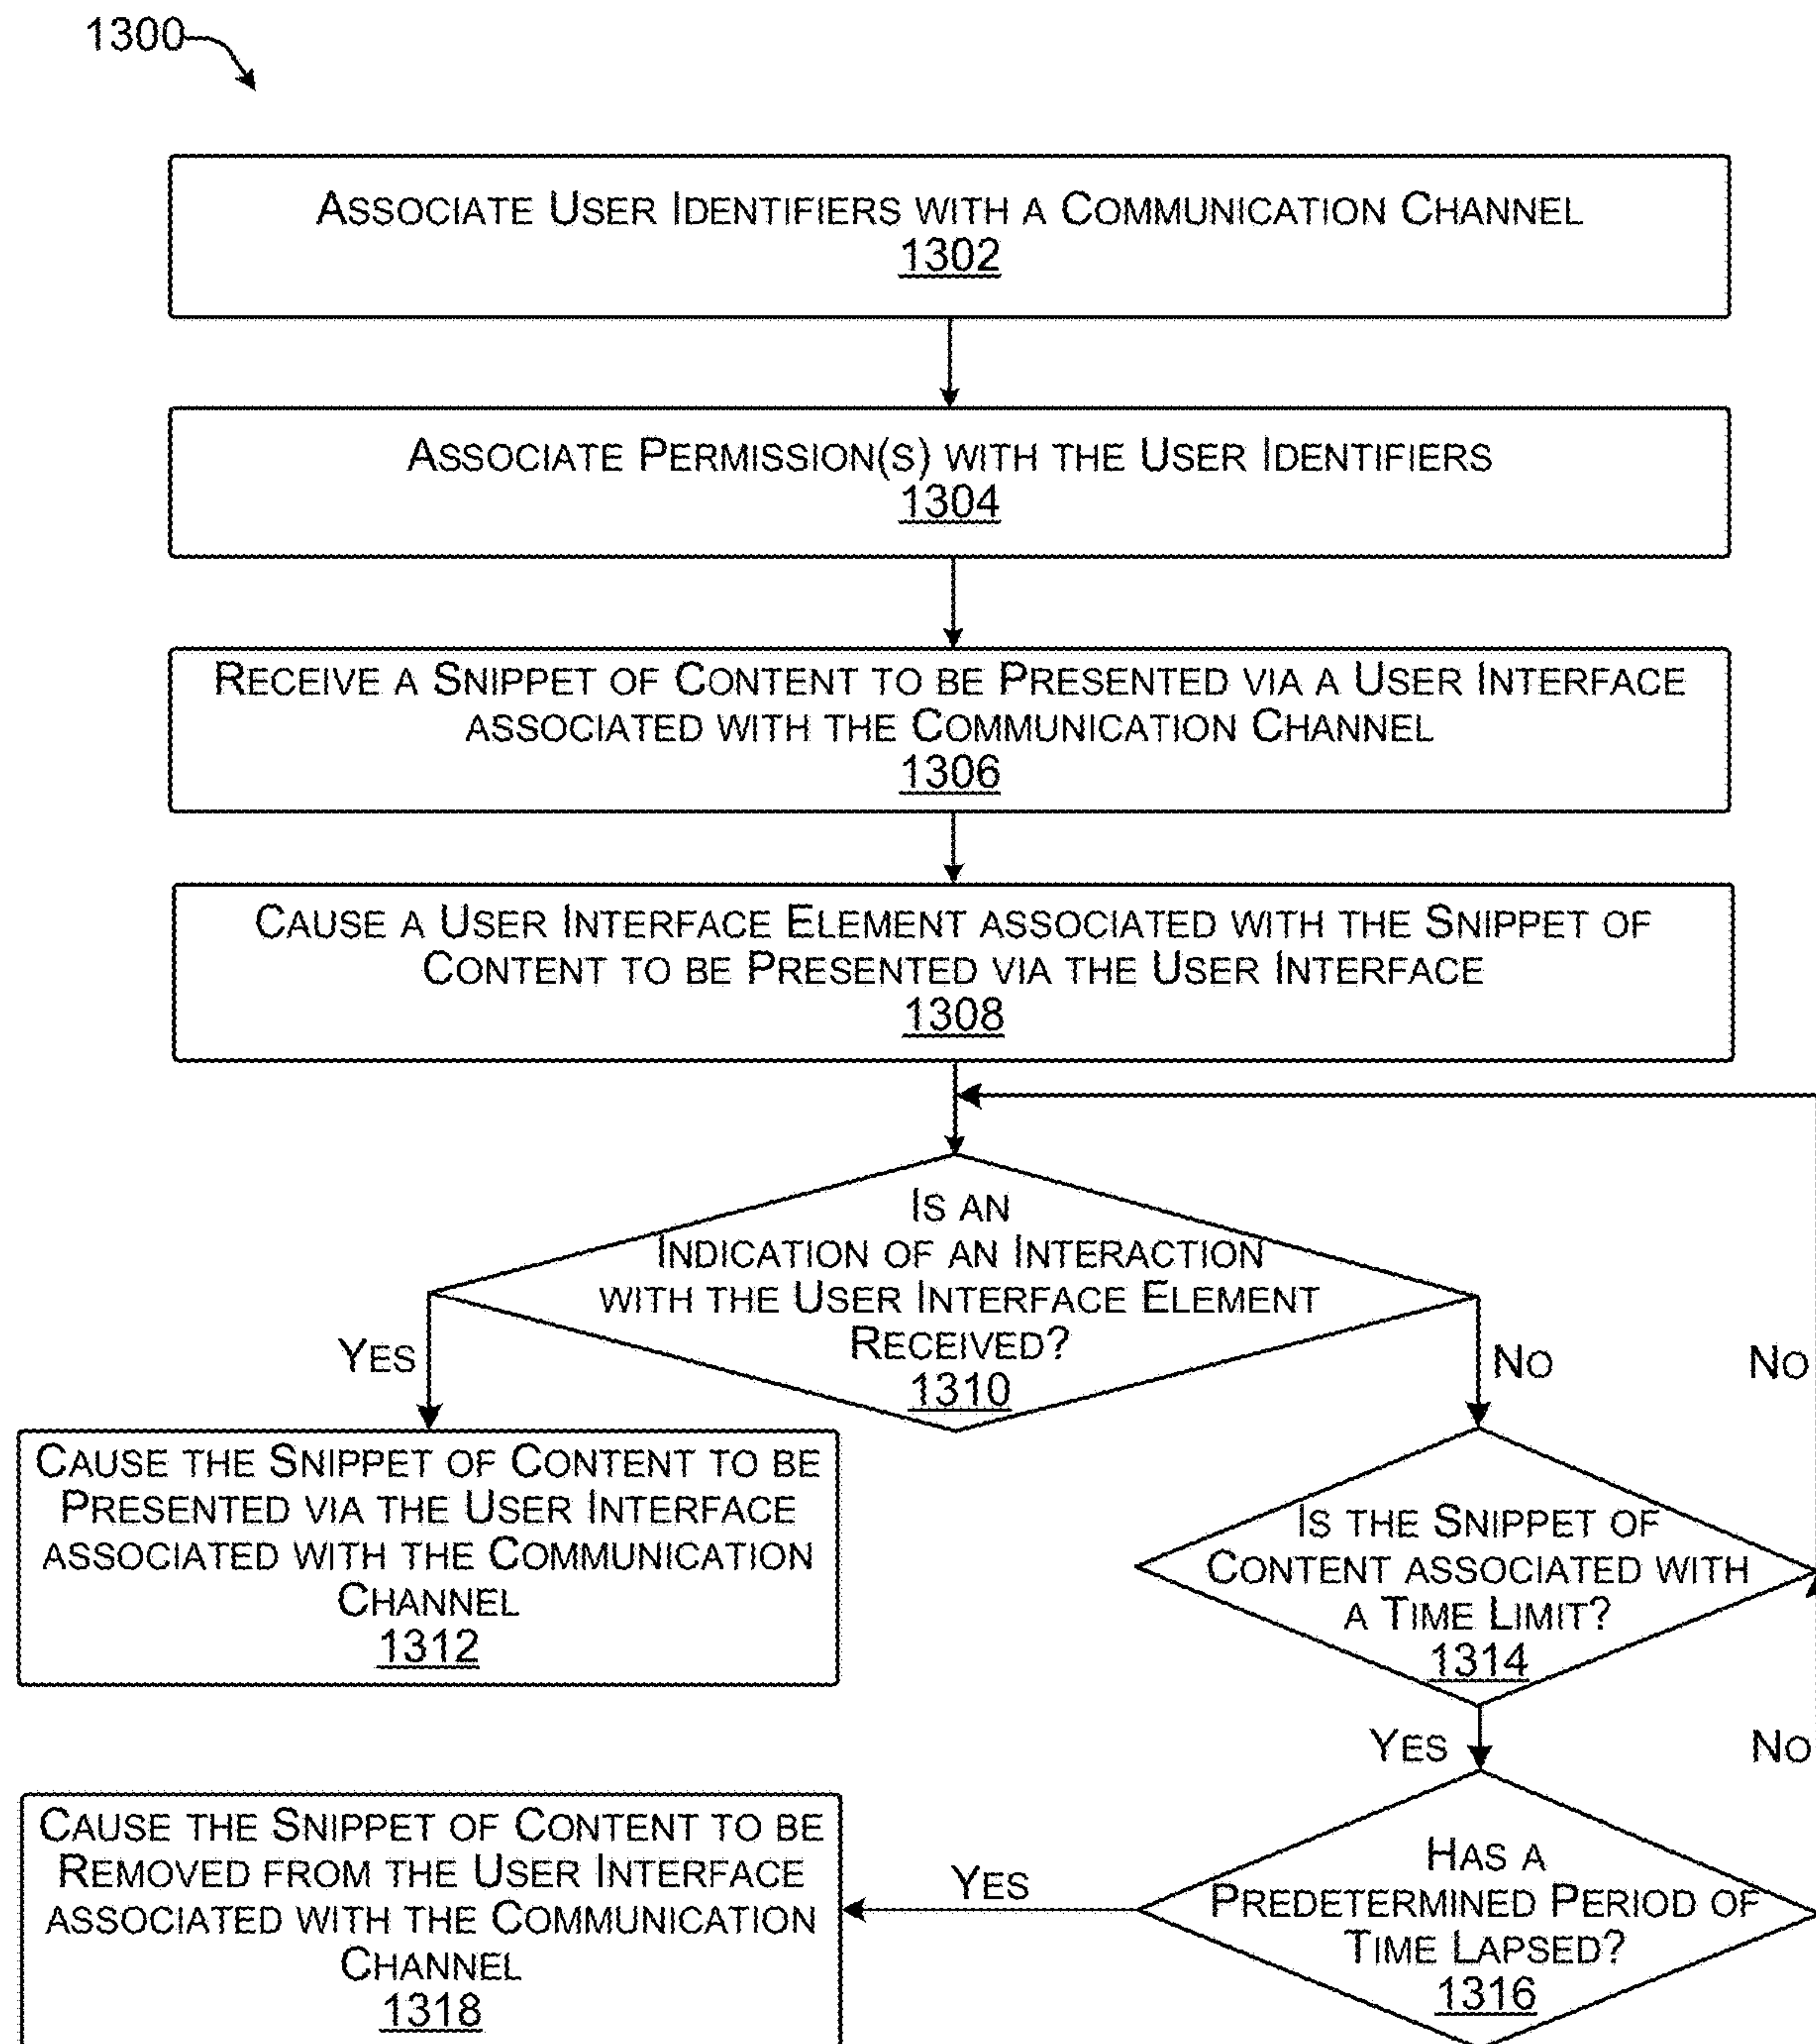 1300
ASSOCIATE USER IDENTIFIERS WITH A COMMUNICATION CHANNEL
1302
ASSOCIATE PERMISSION(S) WITH THE USER IDENTIFIERS
1304
RECEIVE A SNIPPET OF CONTENT TO BE PRESENTED VIA A USER INTERFACE
ASSOCIATED WITH THE COMMUNICATION CHANNEL
1306
CAUSE A USER INTERFACE ELEMENT ASSOCIATED WITH THE SNIPPET OF
CONTENT TO BE PRESENTED VIA THE USER INTERFACE
1308
IS AN
INDICATION OF AN INTERACTION
WITH THE USER INTERFACE ELEMENT
RECEIVED?
1310
YES
NO
NO
CAUSE THE SNIPPET OF CONTENT TO BE
PRESENTED VIA THE USER INTERFACE
ASSOCIATED WITH THE COMMUNICATION
CHANNEL
1312
IS THE SNIPPET OF
CONTENT ASSOCIATED WITH
A TIME LIMIT?
1314
YES
NO
CAUSE THE SNIPPET OF CONTENT TO BE
REMOVED FROM THE USER INTERFACE
ASSOCIATED WITH THE COMMUNICATION
CHANNEL
1318
YES
HAS A
PREDETERMINED PERIOD OF
TIME LAPSED?
1316